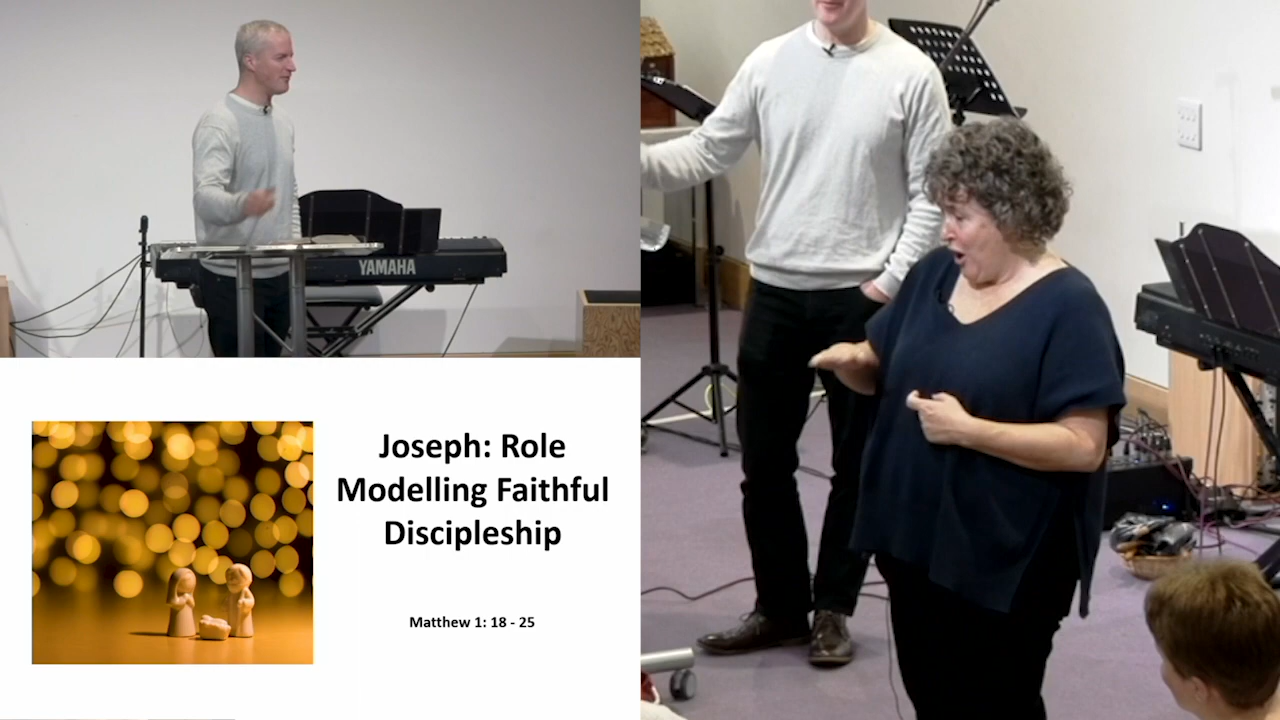 YAMAHA
Joseph: Role
Modelling Faithful
Discipleship
Matthew 1: 18 - 25